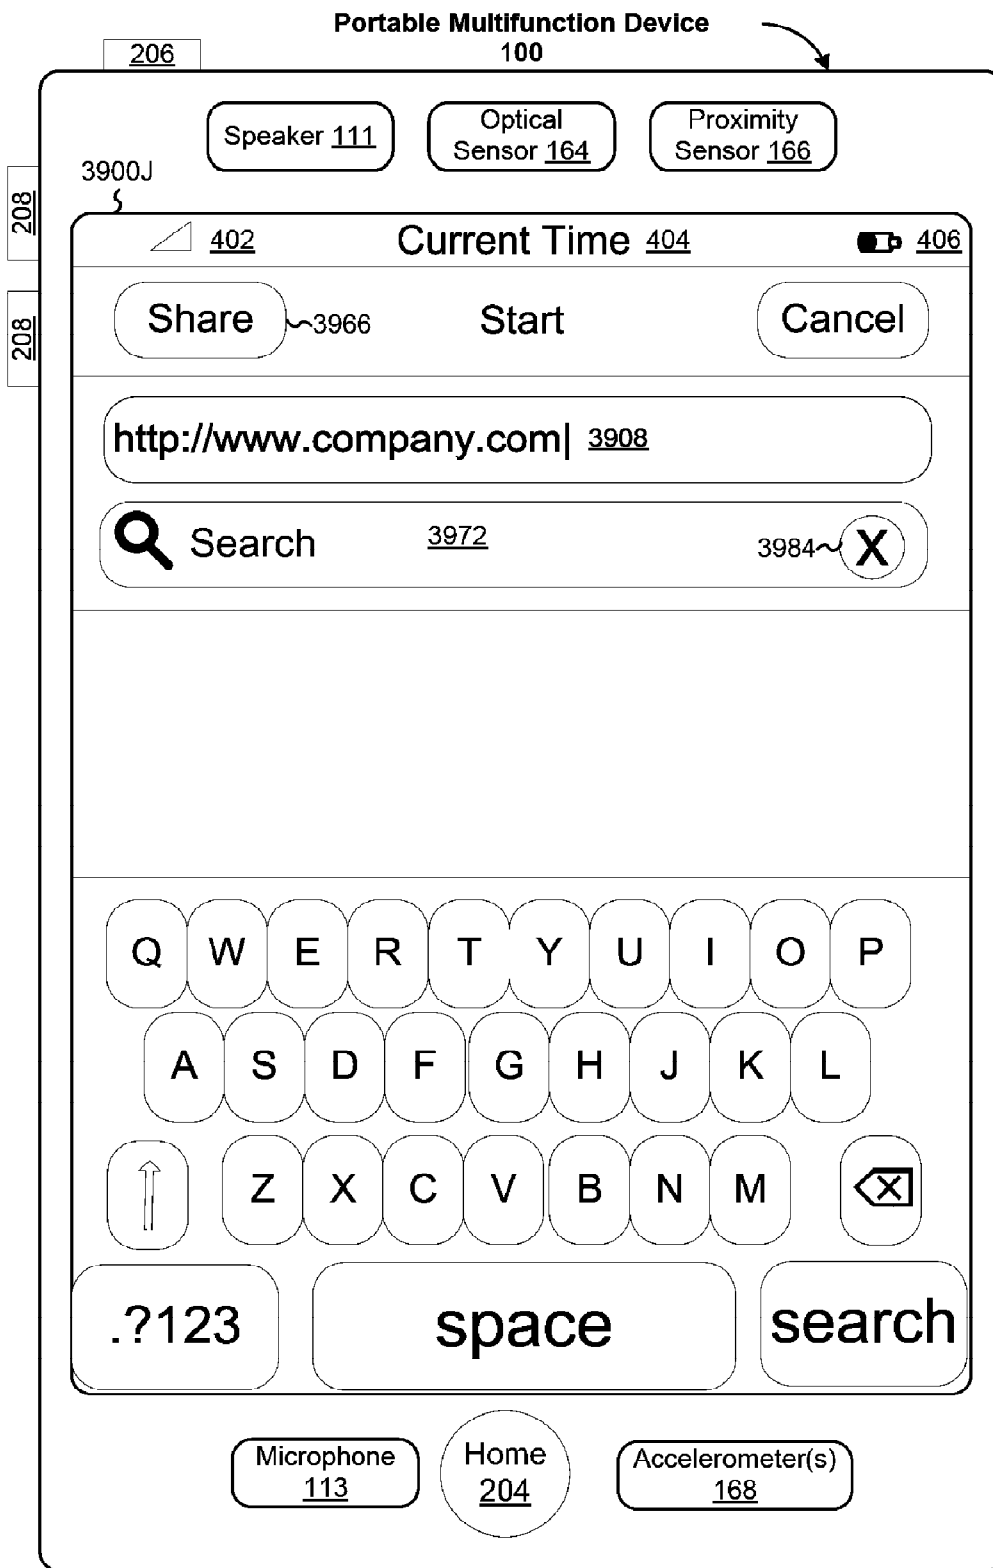 Portable Multifunction Device
100
206
Speaker 111
Optical
Sensor 164
Proximity
Sensor 166
3900J
208
208
402
Current Time 404
406
Share
3966
Start
Cancel
http://www.company.com| 3908
Search
3972
3984
X
Q W E R T Y U I O P
A S D F G H J K L
Z X C V B N M
.?123
space
search
Microphone
113
Home
204
Accelerometer(s)
168